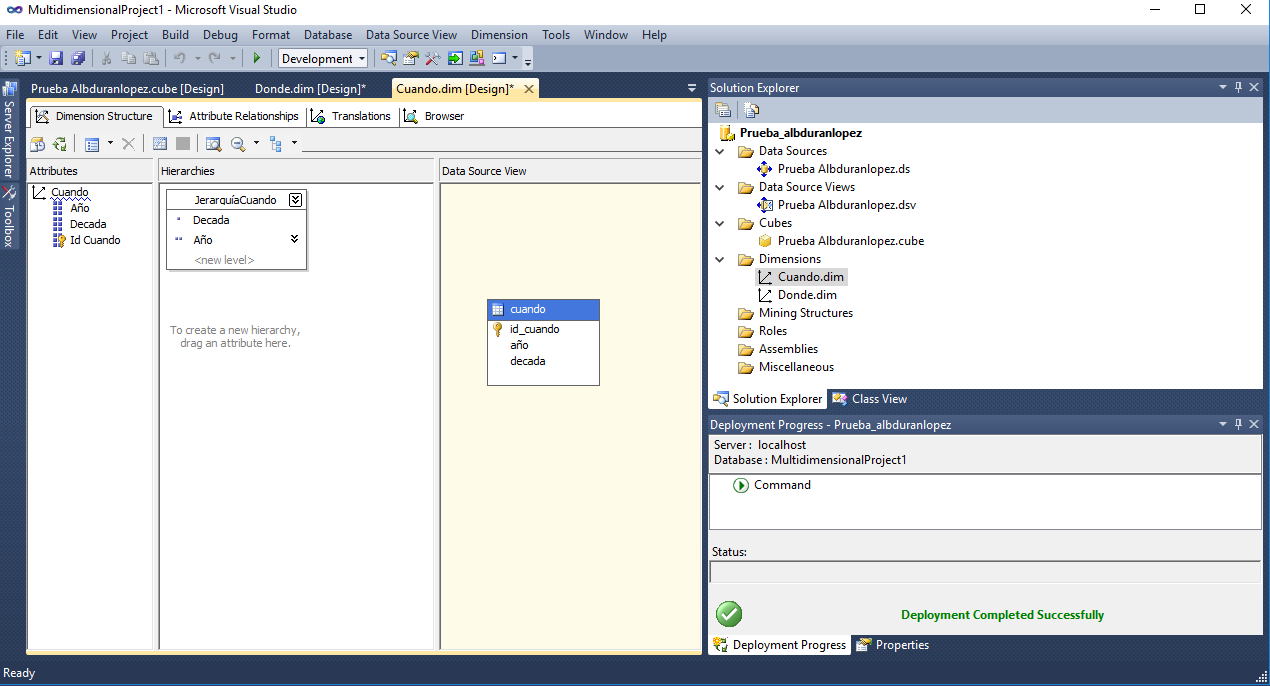 MultidimensionalProject1 - Microsoft Visual Studio
File Edit View Project Build Debug Format Database Data Source View Dimension Tools Window Help
Development
Server Explorer
Toolbox
Prueba Albduranlopez.cube [Design] Donde.dim [Design]* Cuando.dim [Design]*
Dimension Structure Attribute Relationships Translations Browser
Attributes
Cuando
Año
Decada
Id Cuando
Hierarchies
JerarquíaCuando
Decada
Año
<new level>
To create a new hierarchy,
drag an attribute here.
Data Source View
cuando
id_cuando
año
decada
Solution Explorer
Prueba_albduranlopez
Data Sources
Prueba Albduranlopez.ds
Data Source Views
Prueba Albduranlopez.dsv
Cubes
Prueba Albduranlopez.cube
Dimensions
Cuando.dim
Donde.dim
Mining Structures
Roles
Assemblies
Miscellaneous
Solution Explorer Class View
Deployment Progress - Prueba_albduranlopez
Server : localhost
Database : MultidimensionalProject1
Command
Status:
Deployment Completed Successfully
Deployment Progress Properties
Ready